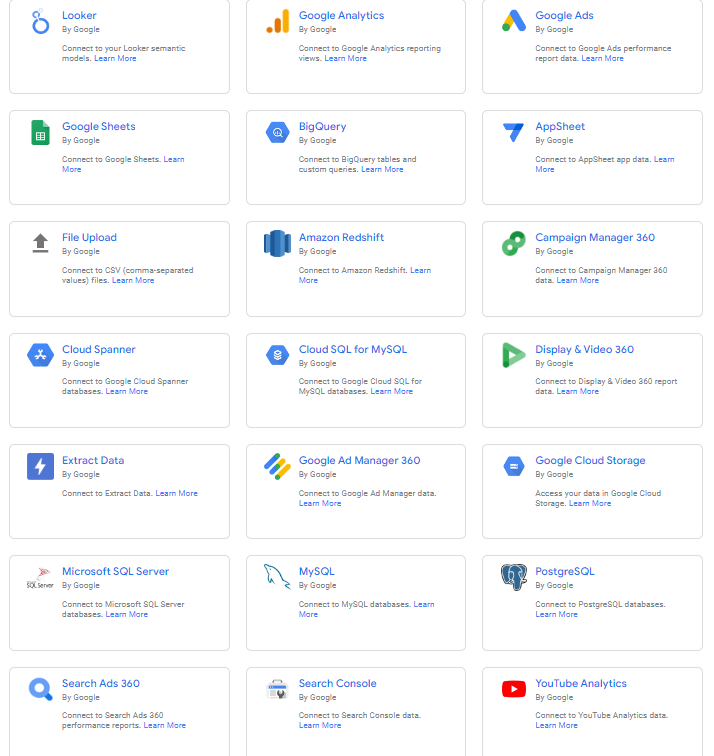 Looker
By Google
Connect to your Looker semantic
models. Learn More
Google Analytics
By Google
Connect to Google Analytics reporting
views. Learn More
Google Ads
By Google
Connect to Google Ads performance
report data. Learn More
Google Sheets
By Google
Connect to Google Sheets. Learn
More
BigQuery
By Google
Connect to BigQuery tables and
custom queries. Learn More
AppSheet
By Google
Connect to AppSheet app data. Learn
More
File Upload
By Google
Connect to CSV (comma-separated
values) files. Learn More
Amazon Redshift
By Google
Connect to Amazon Redshift. Learn
More
Campaign Manager 360
By Google
Connect to Campaign Manager 360
data. Learn More
Cloud Spanner
By Google
Connect to Google Cloud Spanner
databases. Learn More
Cloud SQL for MySQL
By Google
Connect to Google Cloud SQL for
MySQL databases. Learn More
Display & Video 360
By Google
Connect to Display & Video 360 report
data. Learn More
Extract Data
By Google
Connect to Extract Data. Learn More
Google Ad Manager 360
By Google
Connect to Google Ad Manager data.
Learn More
Google Cloud Storage
By Google
Access your data in Google Cloud
Storage. Learn More
SQL Server
Microsoft SQL Server
By Google
Connect to Microsoft SQL Server
databases. Learn More
MySQL
By Google
Connect to MySQL databases. Learn
More
PostgreSQL
By Google
Connect to PostgreSQL databases.
Learn More
Search Ads 360
By Google
Connect to Search Ads 360
performance reports. Learn More
Search Console
By Google
Connect to Search Console data.
Learn More
YouTube Analytics
By Google
Connect to YouTube Analytics data.
Learn More